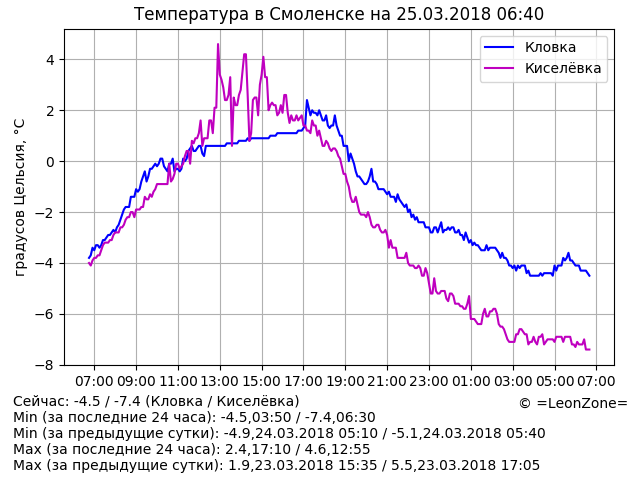 Температура в Смоленске на 25.03.2018 06:40
Кловка
Киселёвка
градусов Цельсия, °C
4
2
0
−2
−4
−6
−8
07:00 09:00 11:00 13:00 15:00 17:00 19:00 21:00 23:00 01:00 03:00 05:00 07:00
Сейчас: -4.5 / -7.4 (Кловка / Киселёвка)
© =LeonZone=
Min (за последние 24 часа): -4.5,03:50 / -7.4,06:30
Min (за предыдущие сутки): -4.9,24.03.2018 05:10 / -5.1,24.03.2018 05:40
Max (за последние 24 часа): 2.4,17:10 / 4.6,12:55
Max (за предыдущие сутки): 1.9,23.03.2018 15:35 / 5.5,23.03.2018 17:05